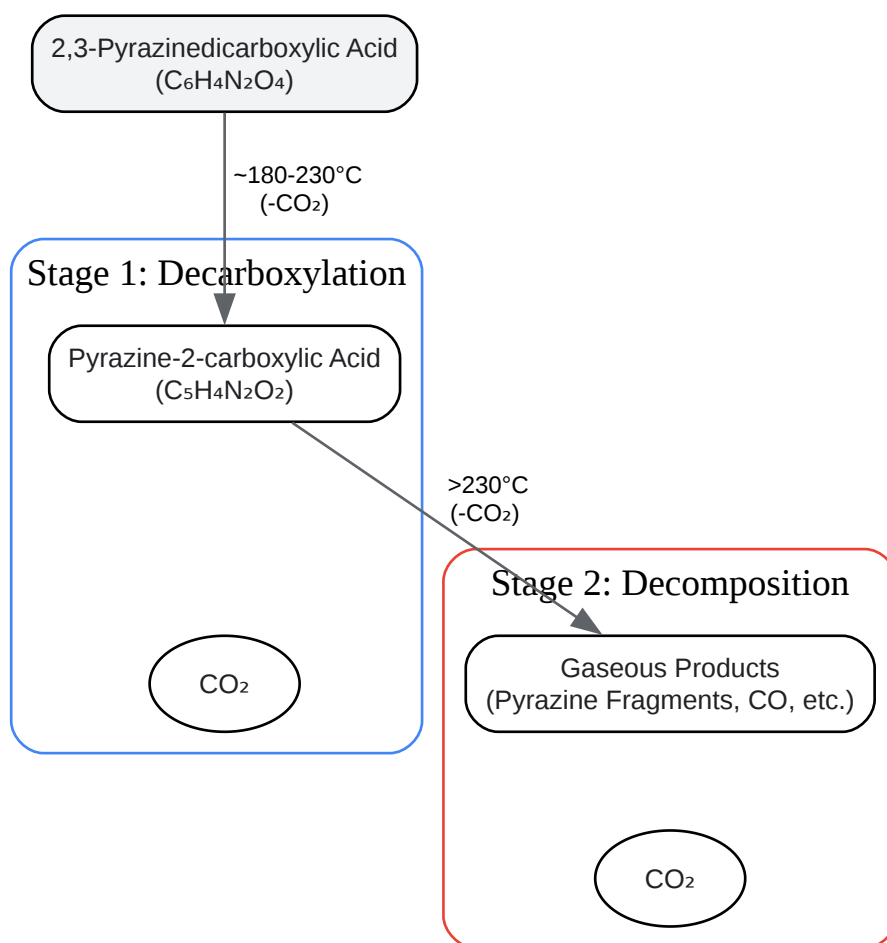 2,3-Pyrazinedicarboxylic Acid
(C₆H₄N₂O₄)
~180-230°C
(-CO₂)
Stage 1: Decarboxylation
Pyrazine-2-carboxylic Acid
(C₅H₄N₂O₂)
>230°C
(-CO₂)
Stage 2: Decomposition
CO₂
Gaseous Products
(Pyrazine Fragments, CO, etc.)
CO₂